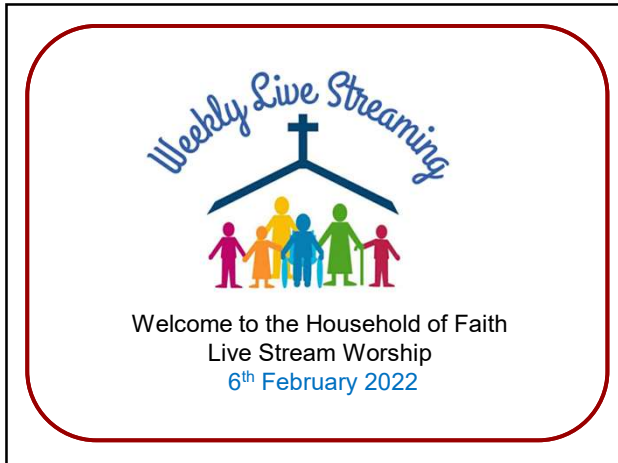 Weekly Live Streaming
Welcome to the Household of Faith
Live Stream Worship
6th February 2022